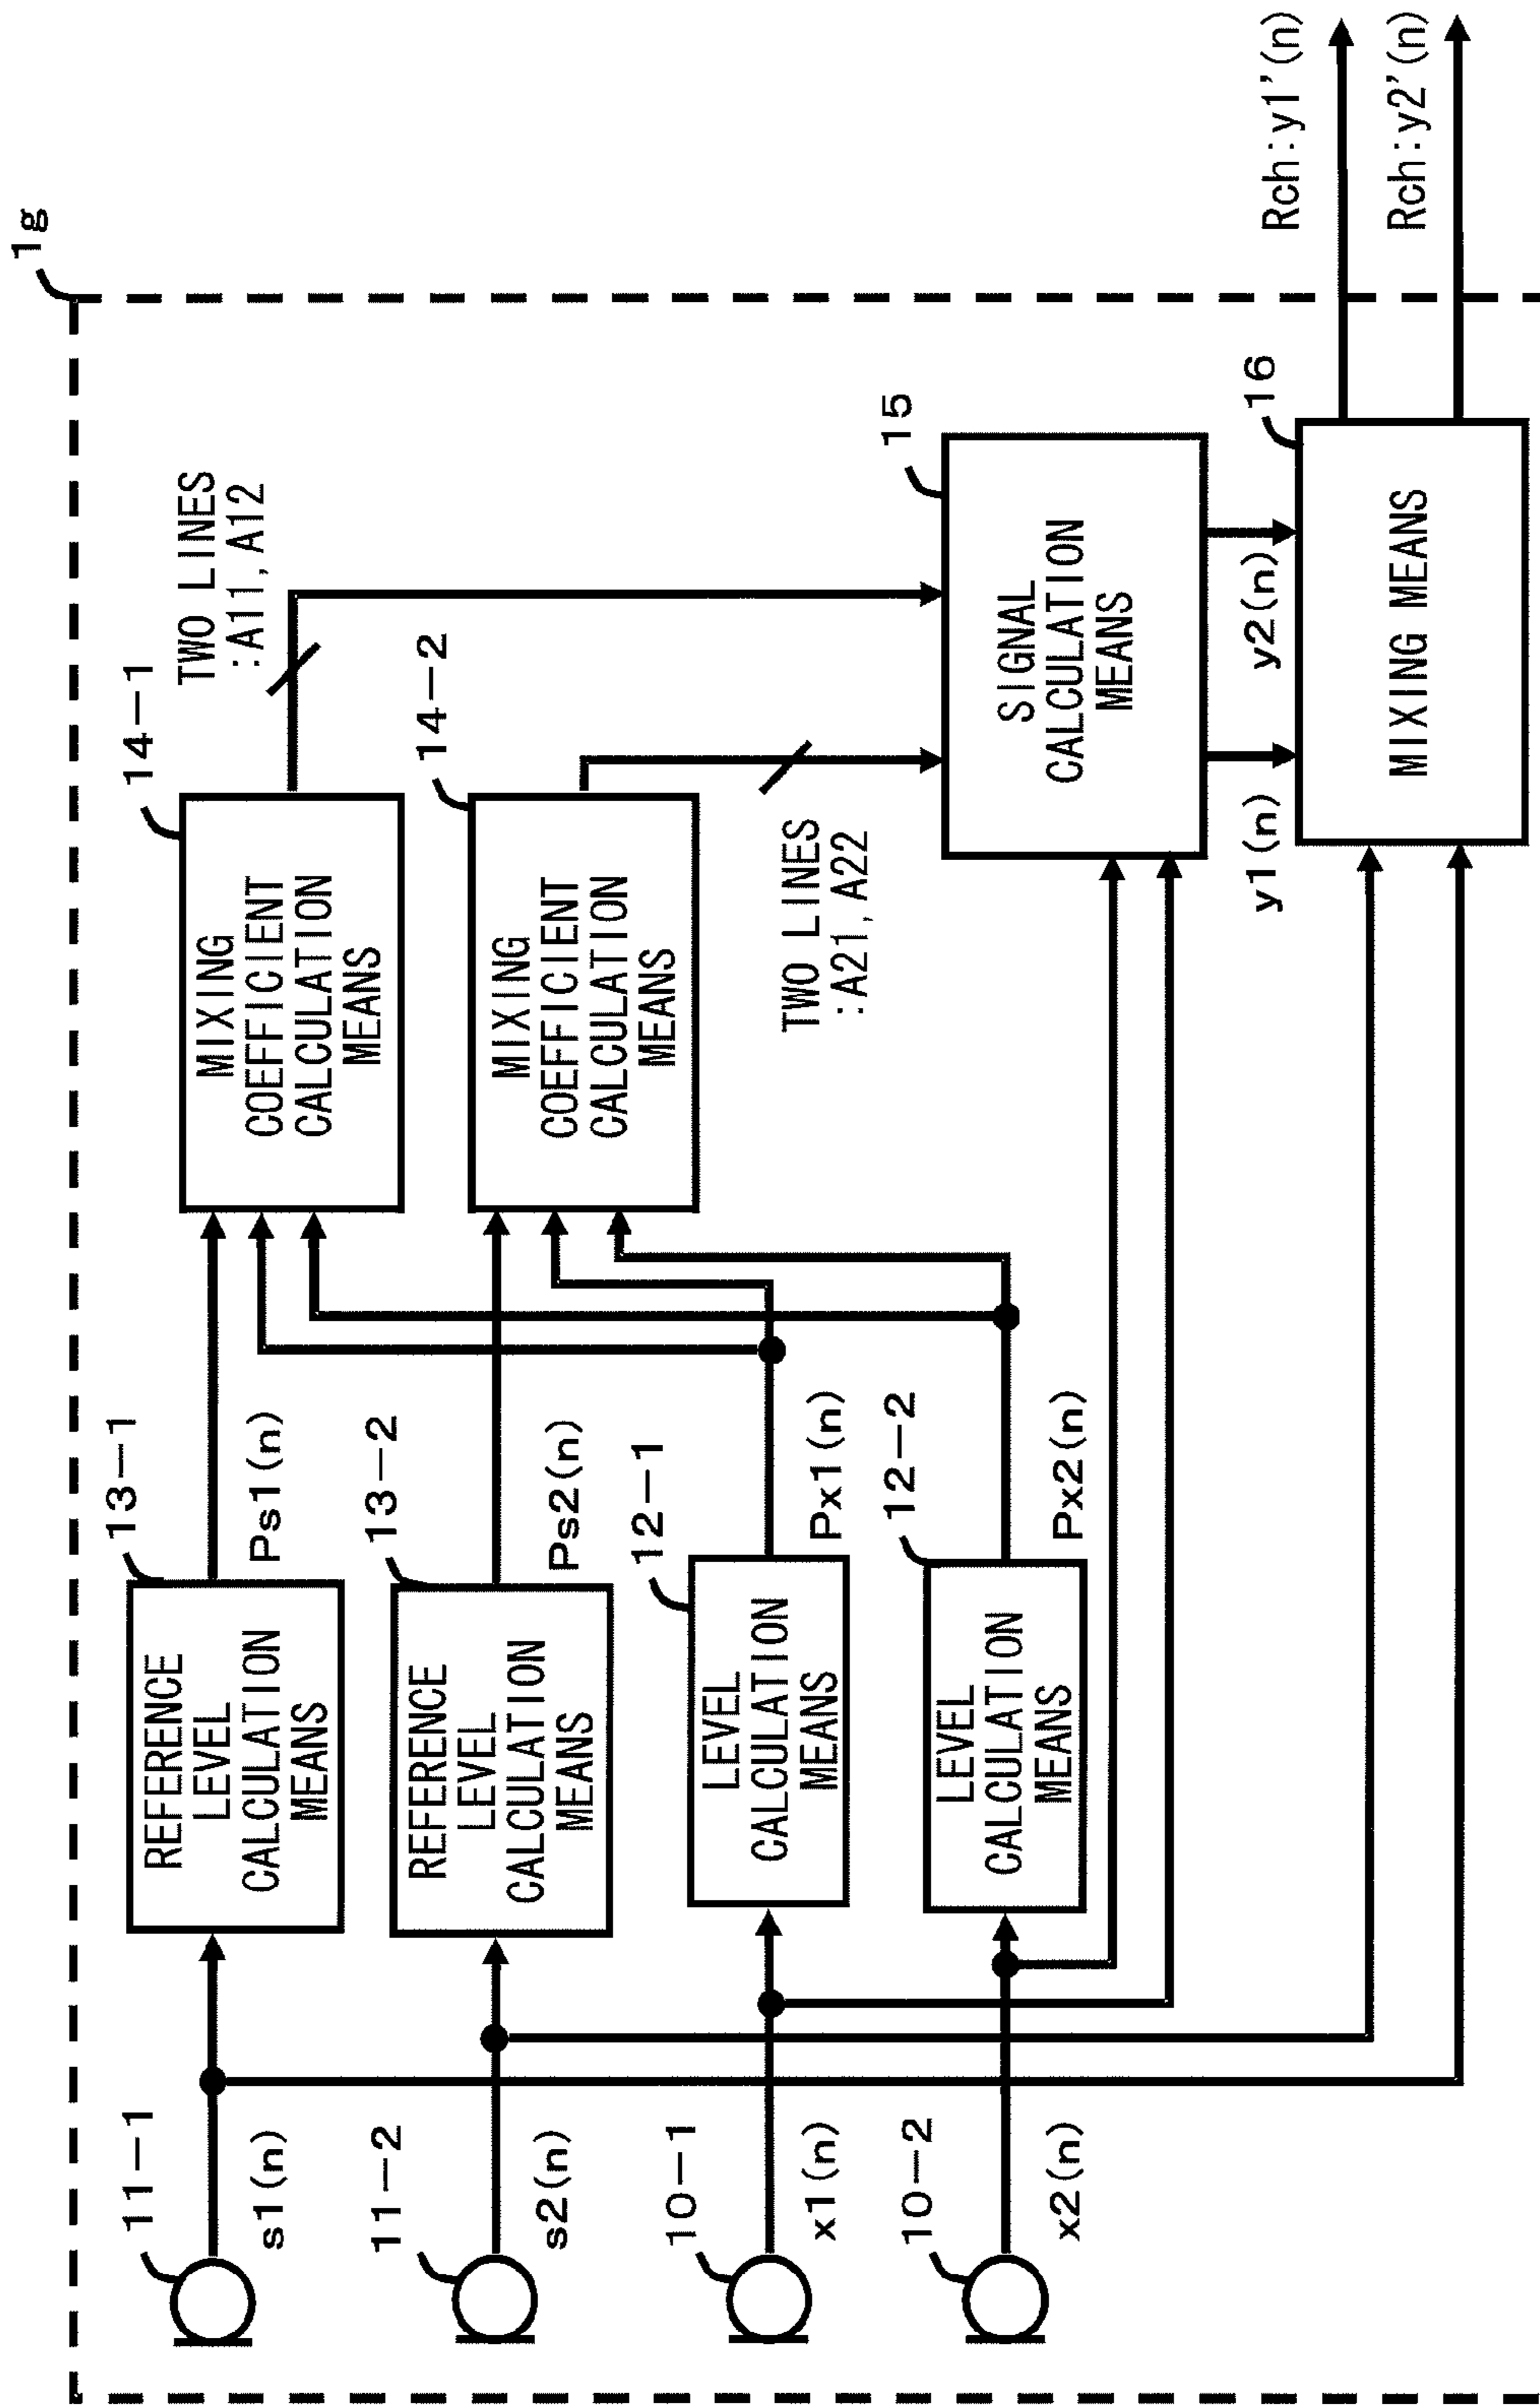 1g
11-1
s1(n)
13-1
REFERENCE
LEVEL
CALCULATION
MEANS
Ps1(n)
14-1
MIXING
COEFFICIENT
CALCULATION
MEANS
TWO LINES
:A11, A12
11-2
s2(n)
13-2
REFERENCE
LEVEL
CALCULATION
MEANS
Ps2(n)
14-2
MIXING
COEFFICIENT
CALCULATION
MEANS
TWO LINES
:A21, A22
10-1
x1(n)
12-1
LEVEL
CALCULATION
MEANS
Px1(n)
10-2
x2(n)
12-2
LEVEL
CALCULATION
MEANS
Px2(n)
15
SIGNAL
CALCULATION
MEANS
y1(n)
y2(n)
16
MIXING MEANS
Rch:y1'(n)
Rch:y2'(n)